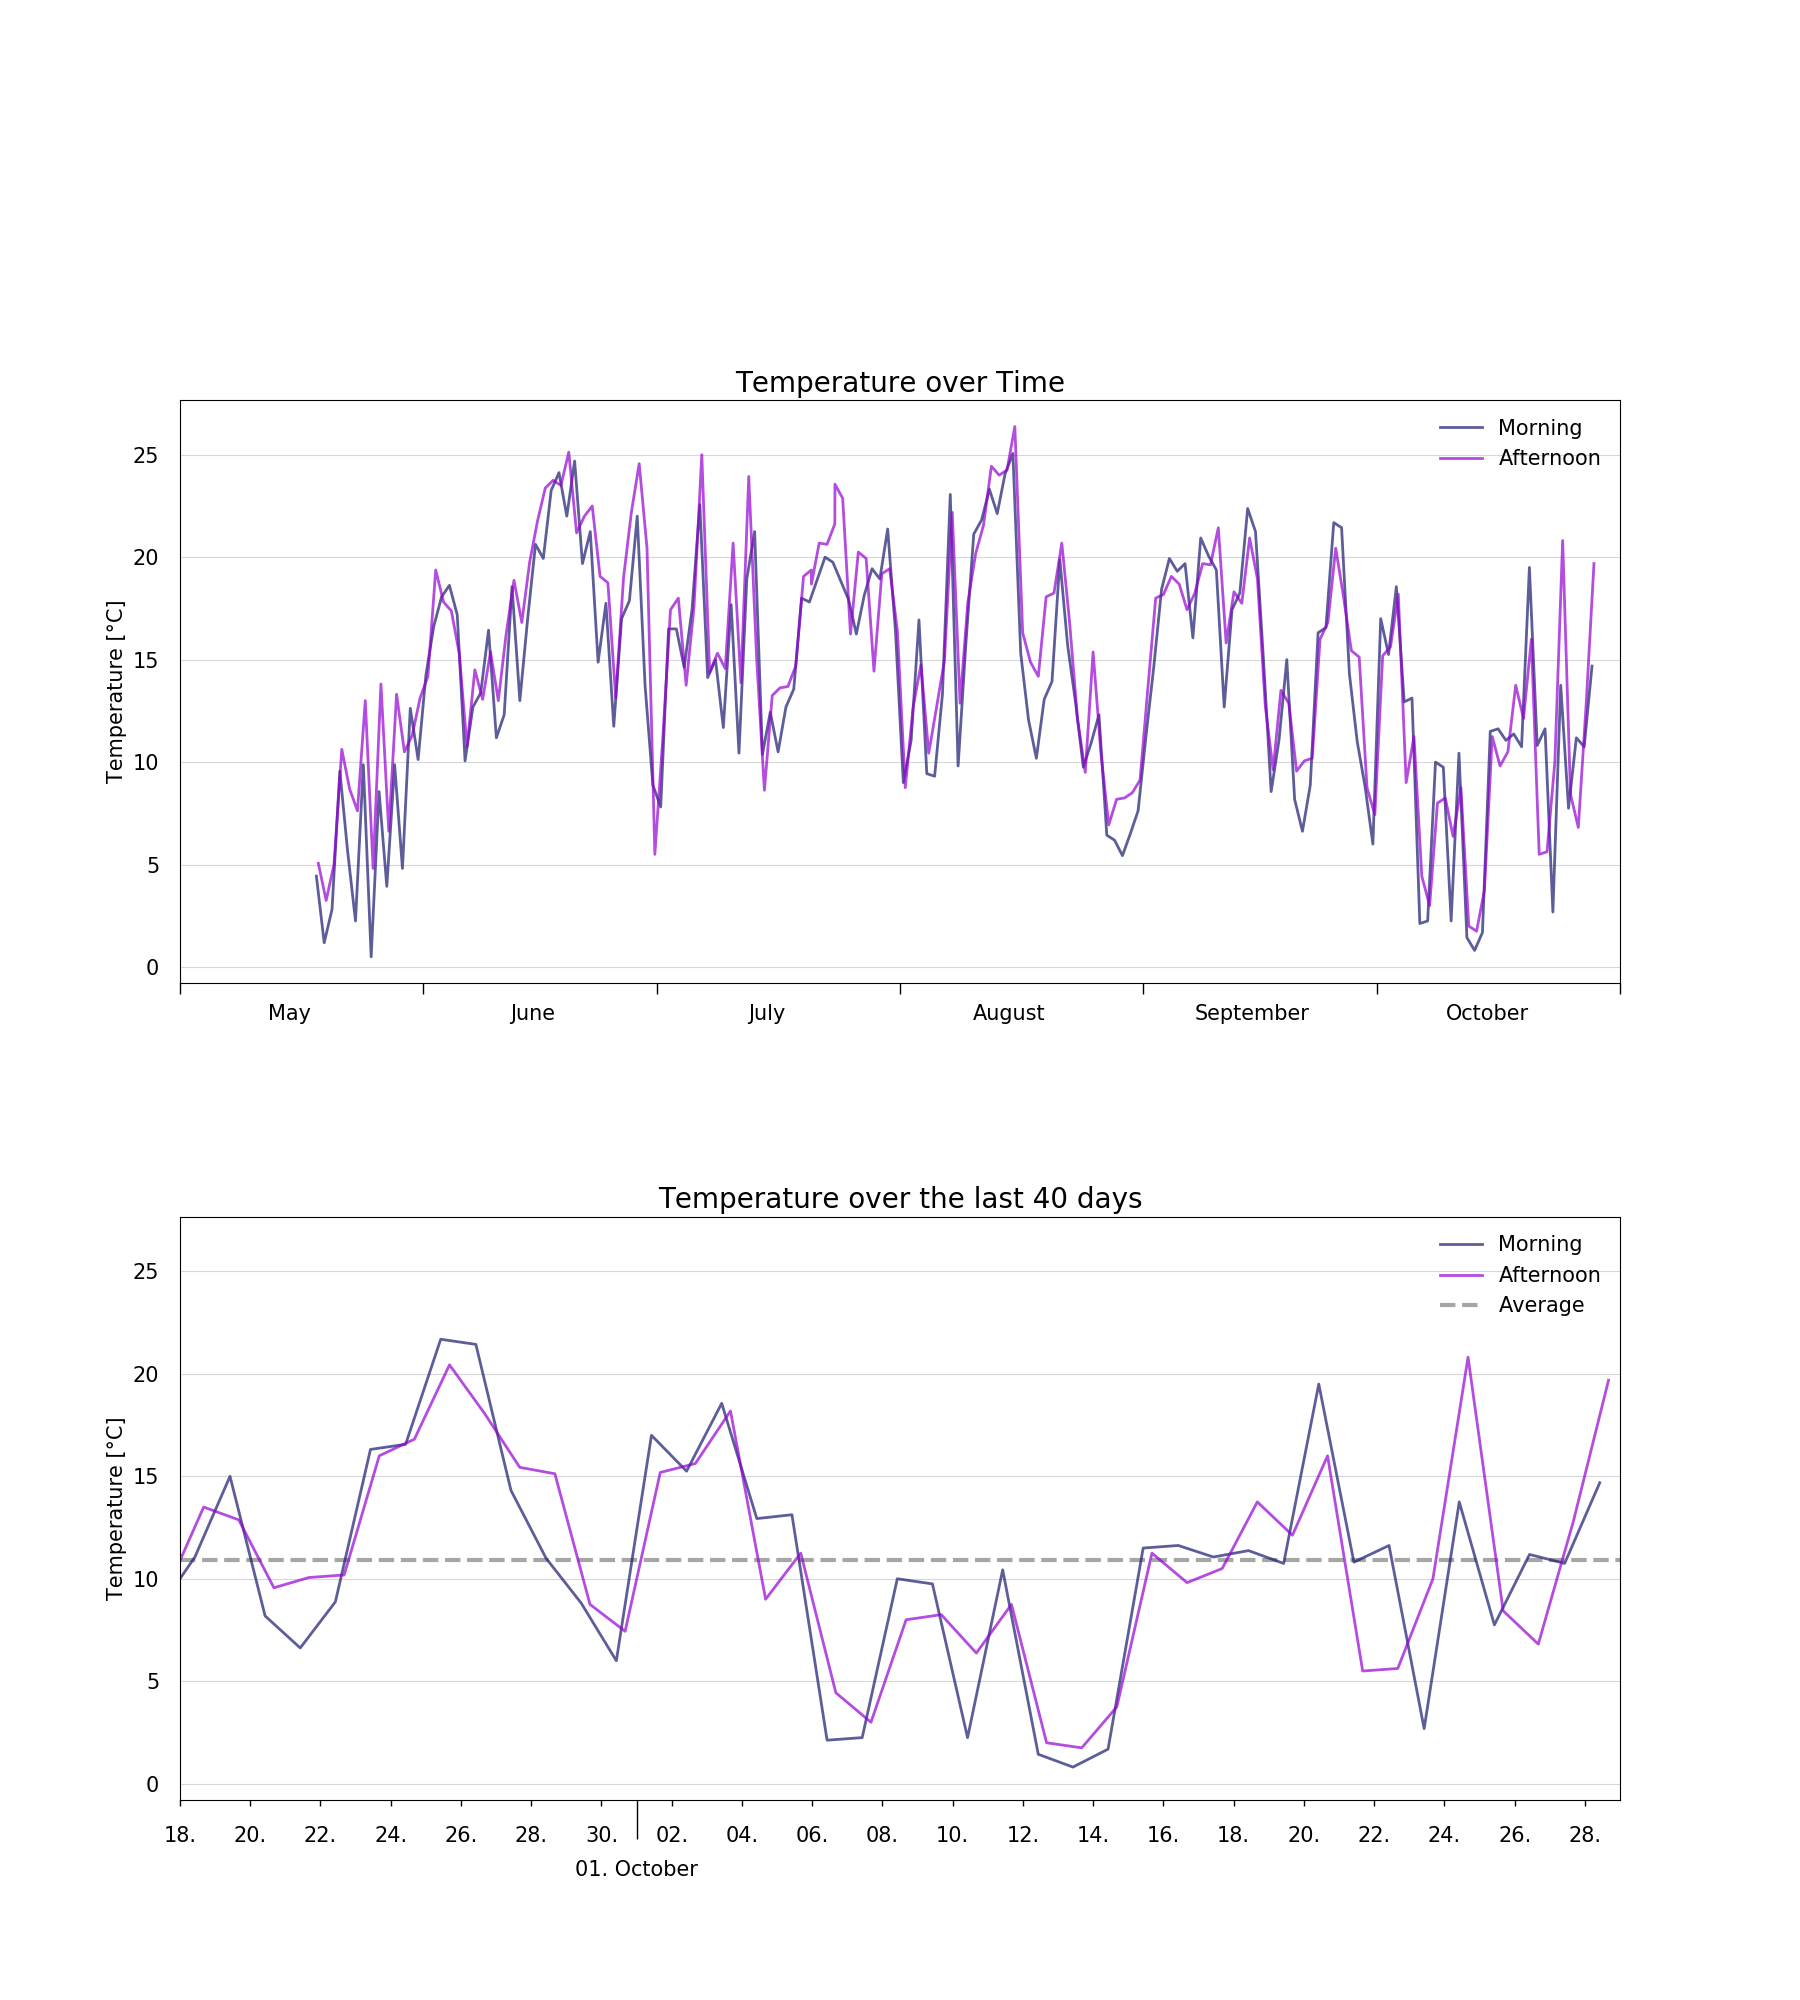 Temperature over Time
Morning
Afternoon
Temperature [°C]
25
20
15
10
5
0
May June July August September October
Temperature over the last 40 days
Morning
Afternoon
Average
Temperature [°C]
25
20
15
10
5
0
18. 20. 22. 24. 26. 28. 30. 02. 04. 06. 08. 10. 12. 14. 16. 18. 20. 22. 24. 26. 28.
01. October